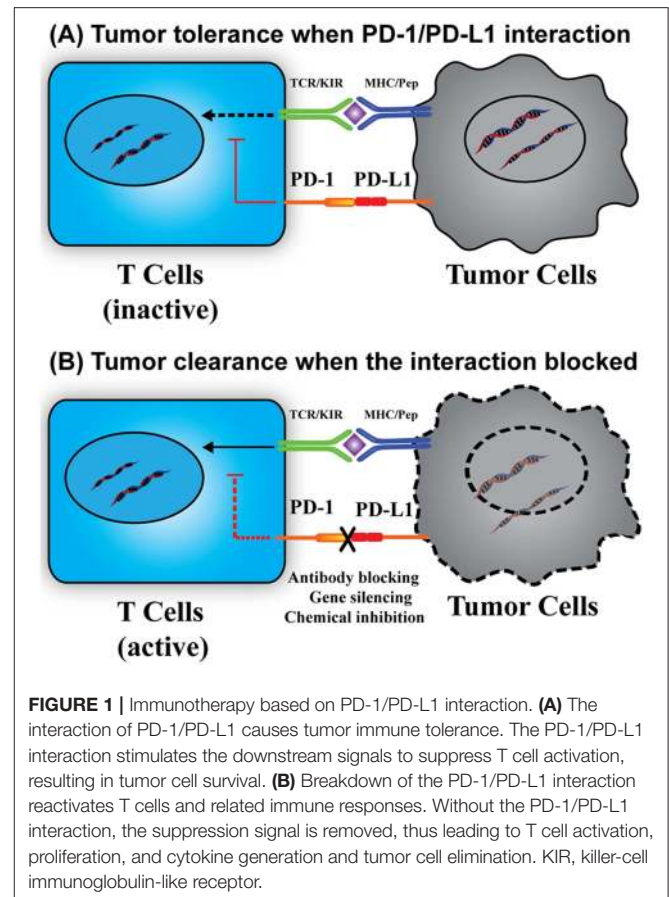 (A) Tumor tolerance when PD-1/PD-L1 interaction
TCR/KIR MHC/Pep
PD-1 PD-L1
T Cells
(inactive)
Tumor Cells
(B) Tumor clearance when the interaction blocked
TCR/KIR MHC/Pep
PD-1 PD-L1
Antibody blocking
Gene silencing
Chemical inhibition
T Cells
(active)
Tumor Cells
FIGURE 1 | Immunotherapy based on PD-1/PD-L1 interaction. (A) The
interaction of PD-1/PD-L1 causes tumor immune tolerance. The PD-1/PD-L1
interaction stimulates the downstream signals to suppress T cell activation,
resulting in tumor cell survival. (B) Breakdown of the PD-1/PD-L1 interaction
reactivates T cells and related immune responses. Without the PD-1/PD-L1
interaction, the suppression signal is removed, thus leading to T cell activation,
proliferation, and cytokine generation and tumor cell elimination. KIR, killer-cell
immunoglobulin-like receptor.